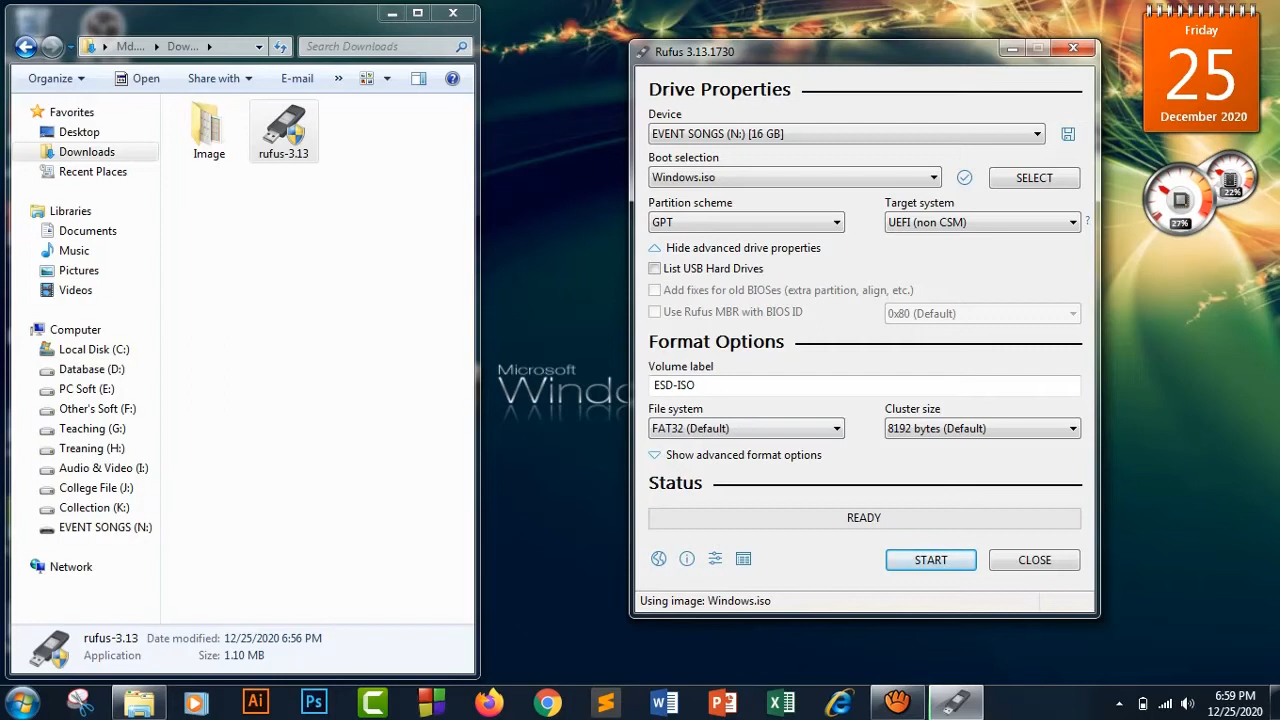 Md....
Dow...
Search Downloads
Organize
Open
Share with
E-mail
»
Favorites
Desktop
Downloads
Recent Places
Libraries
Documents
Music
Pictures
Videos
Computer
Local Disk (C:)
Database (D:)
PC Soft (E:)
Other's Soft (F:)
Teaching (G:)
Treaning (H:)
Audio & Video (I:)
College File (J:)
Collection (K:)
EVENT SONGS (N:)
Network
Image
rufus-3.13
rufus-3.13 Date modified: 12/25/2020 6:56 PM
Application Size: 1.10 MB
Microsoft
Windo
Rufus 3.13.1730
Drive Properties
Device
EVENT SONGS (N:) [16 GB]
Boot selection
Windows.iso
SELECT
Partition scheme
Target system
GPT
UEFI (non CSM)
?
Hide advanced drive properties
List USB Hard Drives
Add fixes for old BIOSes (extra partition, align, etc.)
Use Rufus MBR with BIOS ID
0x80 (Default)
Format Options
Volume label
ESD-ISO
File system
Cluster size
FAT32 (Default)
8192 bytes (Default)
Show advanced format options
Status
READY
START
CLOSE
Using image: Windows.iso
Friday
25
December 2020
22%
27%
Ai
Ps
6:59 PM
12/25/2020